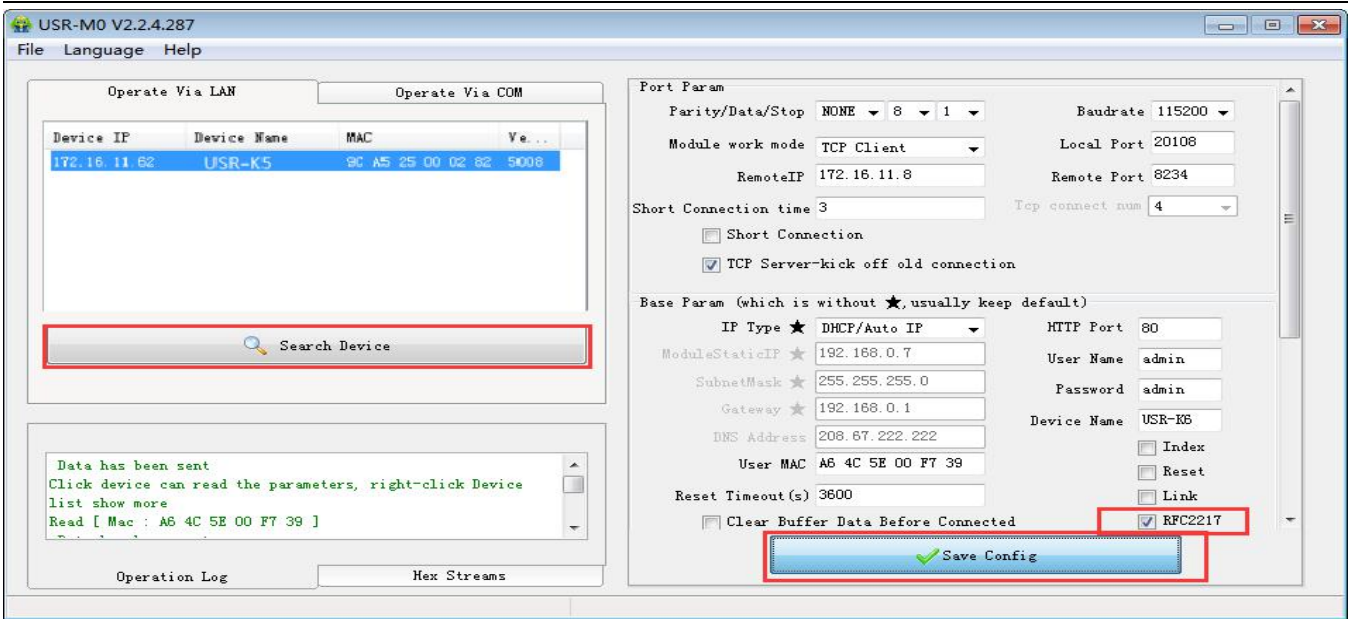 USR-M0 V2.2.4.287
File Language Help
Operate Via LAN Operate Via COM
Device IP Device Name MAC Ve...
172.16.11.62 USR-K5 9C A5 25 00 02 82 5008
Search Device
Data has been sent
Click device can read the parameters, right-click Device
list show more
Read [ Mac : A6 4C 5E 00 F7 39 ]
Operation Log Hex Streams
Port Param
Parity/Data/Stop NONE 8 1 Baudrate 115200
Module work mode TCP Client Local Port 20108
RemoteIP 172.16.11.8 Remote Port 8234
Short Connection time 3 Tcp connect num 4
Short Connection
TCP Server-kick off old connection
Base Param (which is without ★,usually keep default)
IP Type ★ DHCP/Auto IP HTTP Port 80
ModuleStaticIP ★ 192.168.0.7 User Name admin
SubnetMask ★ 255.255.255.0 Password admin
Gateway ★ 192.168.0.1 Device Name USR-K6
DNS Address 208.67.222.222 Index
User MAC A6 4C 5E 00 F7 39 Reset
Reset Timeout(s) 3600 Link
Clear Buffer Data Before Connected RFC2217
Save Config